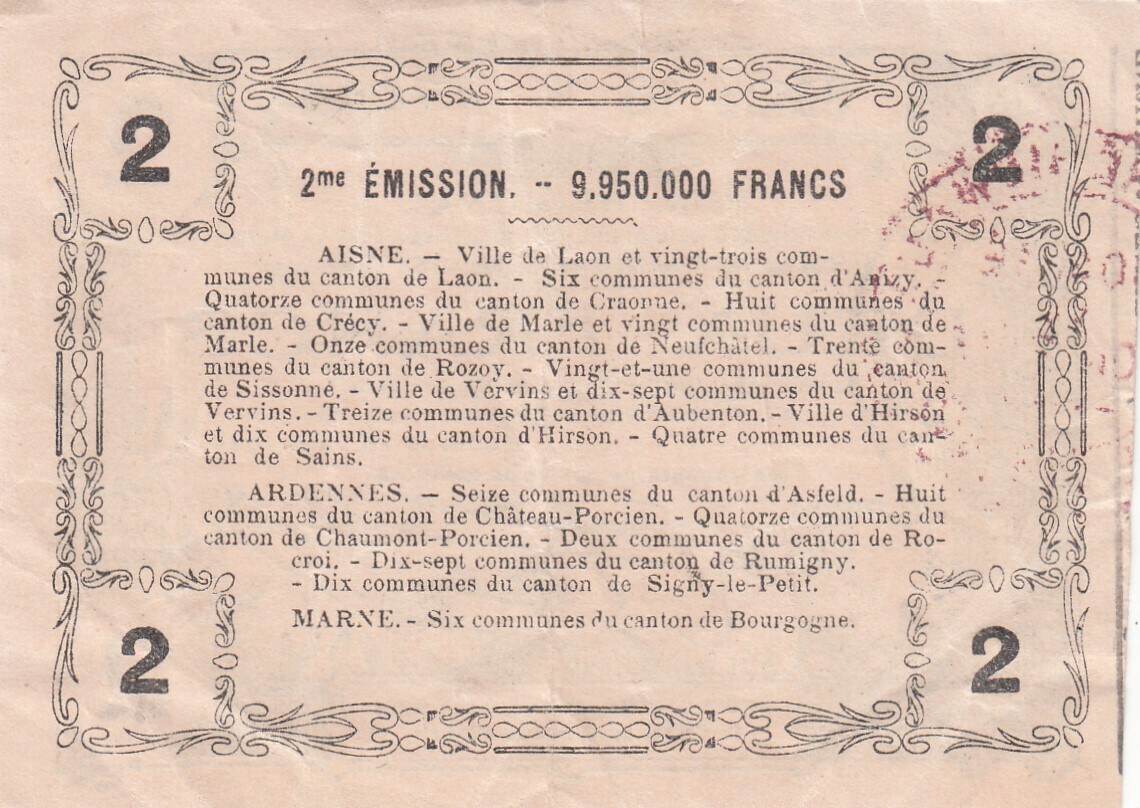 2 2
2me ÉMISSION. -- 9.950.000 FRANCS
AISNE. — Ville de Laon et vingt-trois com-
munes du canton de Laon. - Six communes du canton d'Anizy. -
Quatorze communes du canton de Craonne. - Huit communes du
canton de Crécy. - Ville de Marle et vingt communes du canton de
Marle. - Onze communes du canton de Neufchâtel. - Trente com-
munes du canton de Rozoy. - Vingt-et-une communes du canton
de Sissonne. - Ville de Vervins et dix-sept communes du canton de
Vervins. - Treize communes du canton d'Aubenton. - Ville d'Hirson
et dix communes du canton d'Hirson. - Quatre communes du can-
ton de Sains.
ARDENNES. — Seize communes du canton d'Asfeld. - Huit
communes du canton de Château-Porcien. - Quatorze communes du
canton de Chaumont-Porcien. - Deux communes du canton de Ro-
croi. - Dix-sept communes du canton de Rumigny.
- Dix communes du canton de Signy-le-Petit.
MARNE. - Six communes du canton de Bourgogne.
2 2